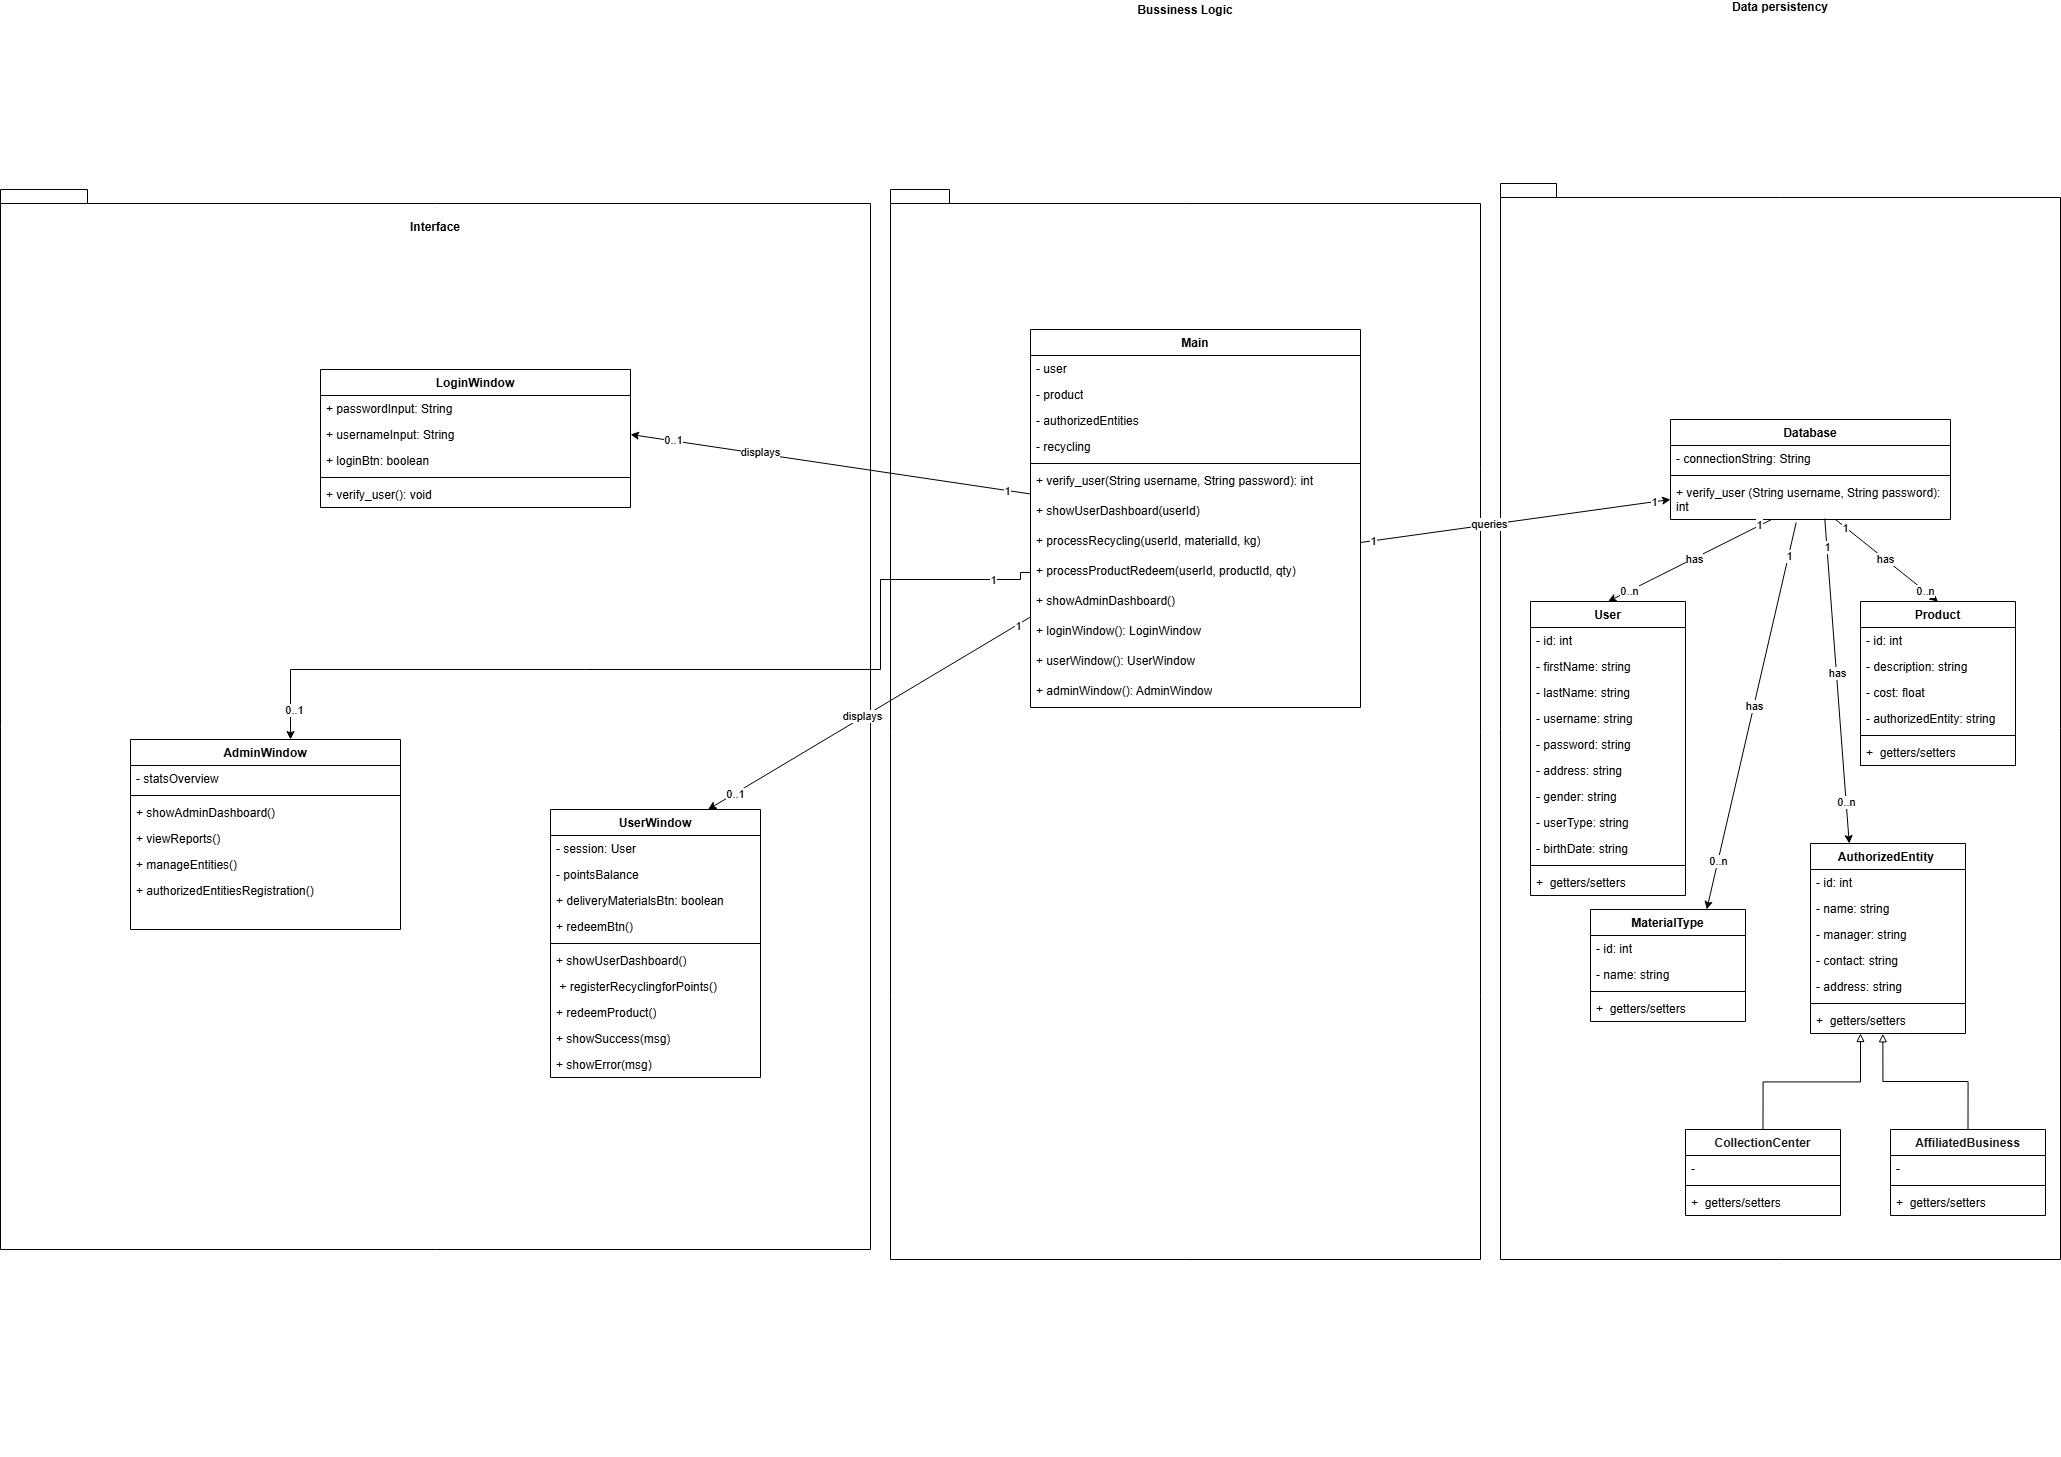 Bussiness Logic
Data persistency
Interface
LoginWindow
+ passwordInput: String
+ usernameInput: String
+ loginBtn: boolean
+ verify_user(): void
0..1
displays
1
Main
- user
- product
- authorizedEntities
- recycling
+ verify_user(String username, String password): int
+ showUserDashboard(userId)
+ processRecycling(userId, materialId, kg)
+ processProductRedeem(userId, productId, qty)
+ showAdminDashboard()
+ loginWindow(): LoginWindow
+ userWindow(): UserWindow
+ adminWindow(): AdminWindow
1
0..1
1
displays
0..1
AdminWindow
- statsOverview
+ showAdminDashboard()
+ viewReports()
+ manageEntities()
+ authorizedEntitiesRegistration()
UserWindow
- session: User
- pointsBalance
+ deliveryMaterialsBtn: boolean
+ redeemBtn()
+ showUserDashboard()
+ registerRecyclingforPoints()
+ redeemProduct()
+ showSuccess(msg)
+ showError(msg)
1
queries
1
Database
- connectionString: String
+ verify_user (String username, String password):
int
1
has
0..n
1
has
0..n
1
has
0..n
1
has
0..n
User
- id: int
- firstName: string
- lastName: string
- username: string
- password: string
- address: string
- gender: string
- userType: string
- birthDate: string
+ getters/setters
Product
- id: int
- description: string
- cost: float
- authorizedEntity: string
+ getters/setters
MaterialType
- id: int
- name: string
+ getters/setters
AuthorizedEntity
- id: int
- name: string
- manager: string
- contact: string
- address: string
+ getters/setters
CollectionCenter
-
+ getters/setters
AffiliatedBusiness
-
+ getters/setters